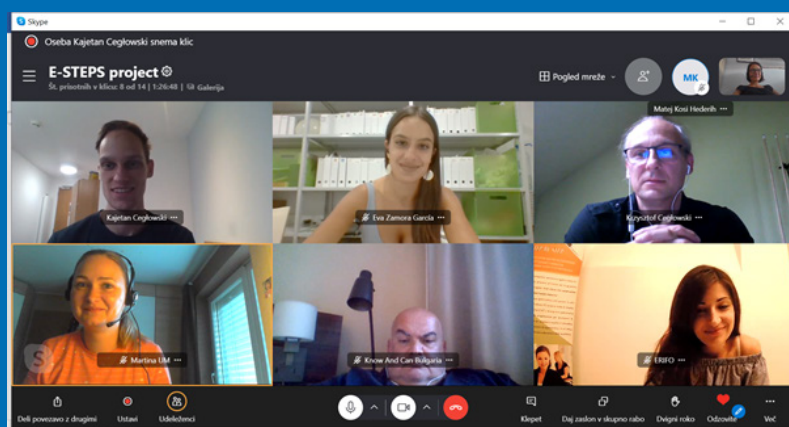 Skype
Oseba Kajetan Cegłowski snema klic
E-STEPS project
Št. prisotnih v klicu: 8 od 14 | 1:26:48 | Galerija
Pogled mreže
MK
Matej Kosi Hederih
Kajetan Cegłowski
Eva Zamora García
Krzysztof Cegłowski
Martina UM
Know And Can Bulgaria
ERIFO
S
Deli povezavo z drugimi
Ustavi
Udeleženci
Klepet
Daj zaslon v skupno rabo
Dvigni roko
Odzovite
Več